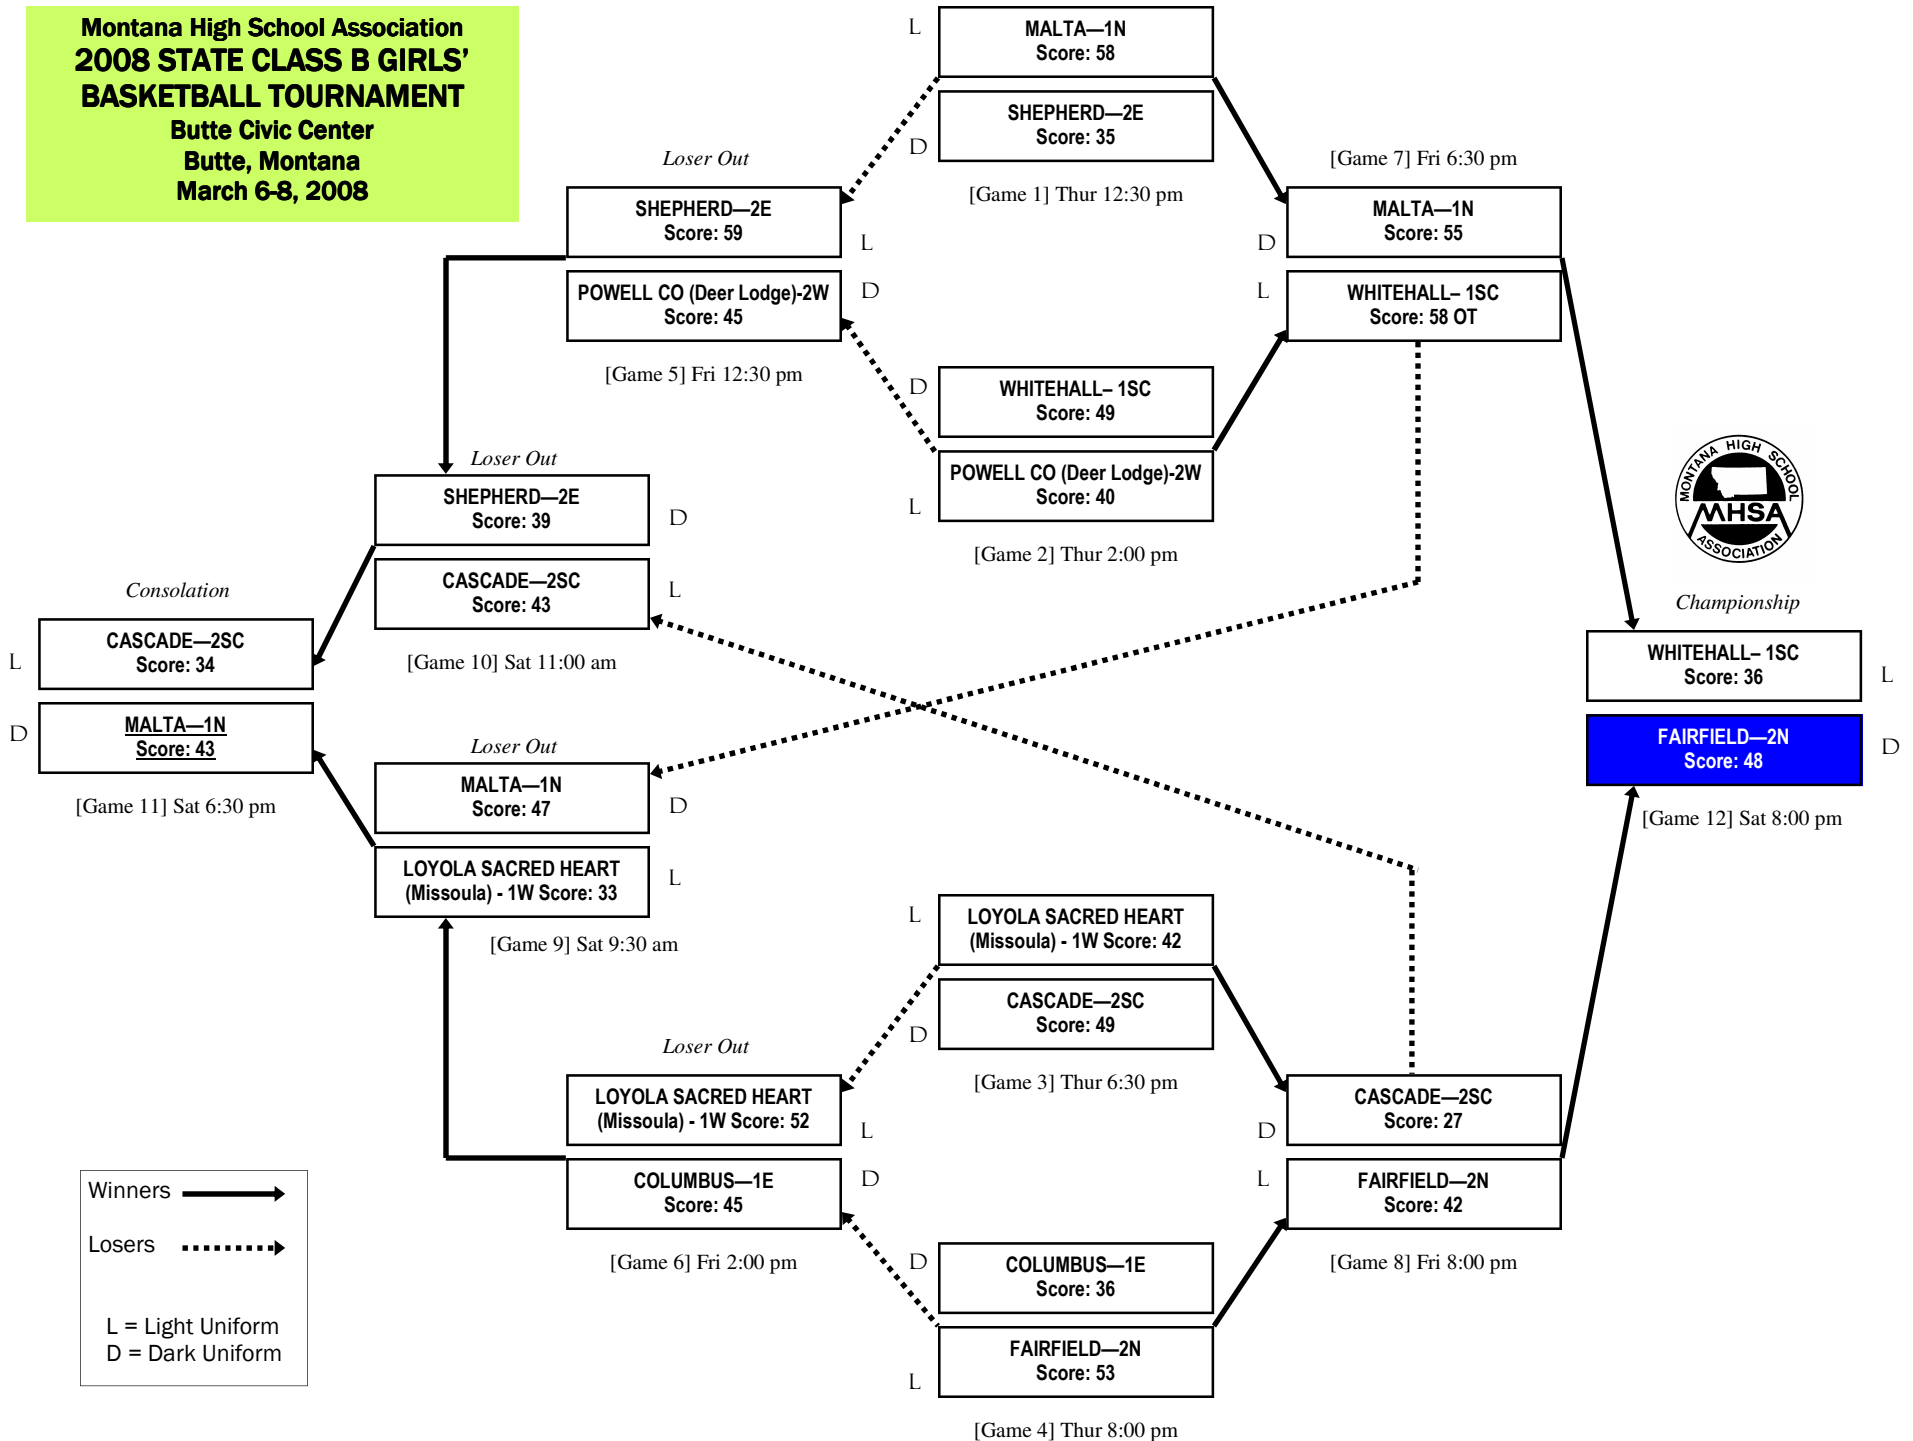 Montana High School Association
2008 STATE CLASS B GIRLS’
BASKETBALL TOURNAMENT
Butte Civic Center
Butte, Montana
March 6-8, 2008
L
MALTA—1N
Score: 58
SHEPHERD—2E
Score: 35
D
[Game 1] Thur 12:30 pm
Loser Out
SHEPHERD—2E
Score: 59
L
POWELL CO (Deer Lodge)-2W
Score: 45
D
[Game 5] Fri 12:30 pm
[Game 7] Fri 6:30 pm
MALTA—1N
Score: 55
D
L
WHITEHALL– 1SC
Score: 58 OT
D
WHITEHALL– 1SC
Score: 49
POWELL CO (Deer Lodge)-2W
Score: 40
L
[Game 2] Thur 2:00 pm
Loser Out
SHEPHERD—2E
Score: 39
D
CASCADE—2SC
Score: 43
L
[Game 10] Sat 11:00 am
MONTANA HIGH SCHOOL
MHSA
ASSOCIATION
Consolation
L
CASCADE—2SC
Score: 34
D
MALTA—1N
Score: 43
[Game 11] Sat 6:30 pm
Championship
WHITEHALL– 1SC
Score: 36
L
FAIRFIELD—2N
Score: 48
D
[Game 12] Sat 8:00 pm
Loser Out
MALTA—1N
Score: 47
D
LOYOLA SACRED HEART
(Missoula) - 1W Score: 33
L
[Game 9] Sat 9:30 am
L
LOYOLA SACRED HEART
(Missoula) - 1W Score: 42
CASCADE—2SC
Score: 49
D
[Game 3] Thur 6:30 pm
Loser Out
LOYOLA SACRED HEART
(Missoula) - 1W Score: 52
L
COLUMBUS—1E
Score: 45
D
[Game 6] Fri 2:00 pm
CASCADE—2SC
Score: 27
D
L
FAIRFIELD—2N
Score: 42
[Game 8] Fri 8:00 pm
D
COLUMBUS—1E
Score: 36
FAIRFIELD—2N
Score: 53
L
[Game 4] Thur 8:00 pm
Winners
Losers
L = Light Uniform
D = Dark Uniform